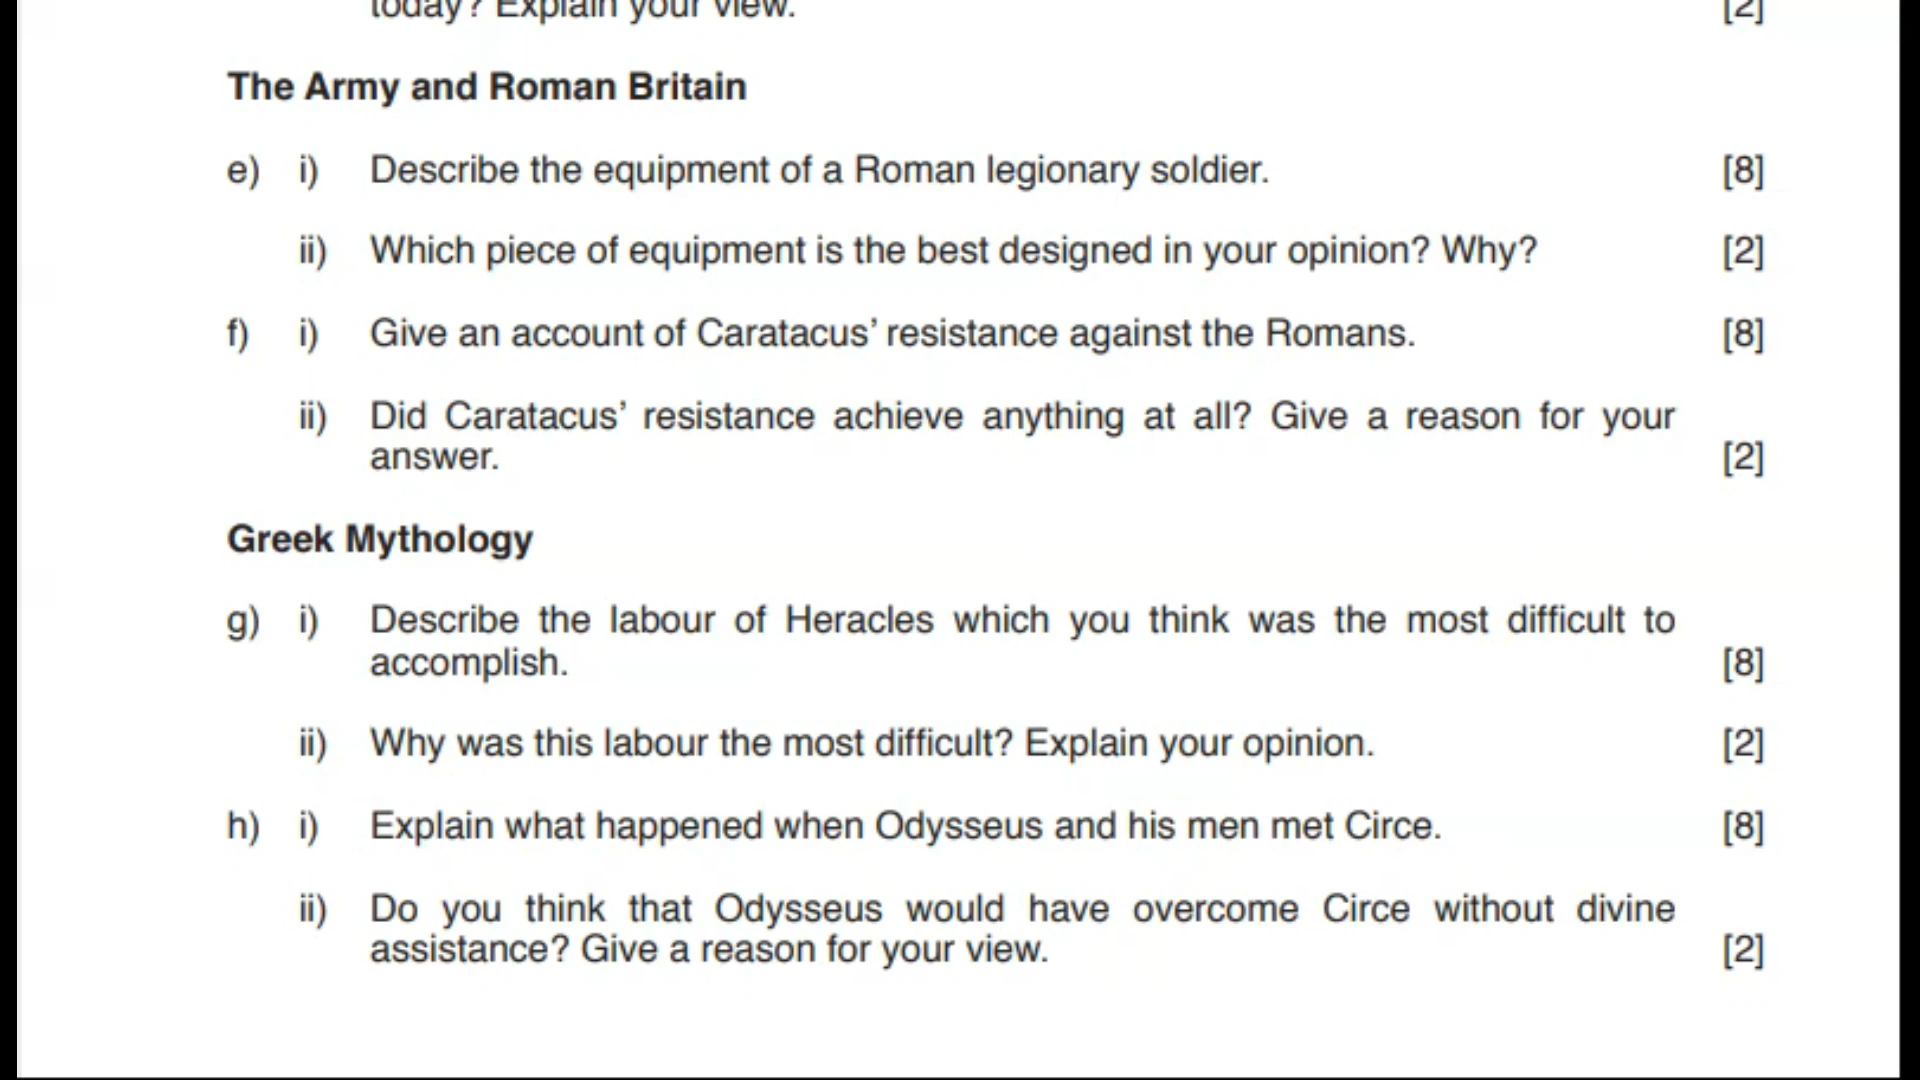 today? Explain your view. [2]
The Army and Roman Britain
e) i) Describe the equipment of a Roman legionary soldier. [8]
ii) Which piece of equipment is the best designed in your opinion? Why? [2]
f) i) Give an account of Caratacus’ resistance against the Romans. [8]
ii) Did Caratacus’ resistance achieve anything at all? Give a reason for your
answer. [2]
Greek Mythology
g) i) Describe the labour of Heracles which you think was the most difficult to
accomplish. [8]
ii) Why was this labour the most difficult? Explain your opinion. [2]
h) i) Explain what happened when Odysseus and his men met Circe. [8]
ii) Do you think that Odysseus would have overcome Circe without divine
assistance? Give a reason for your view. [2]